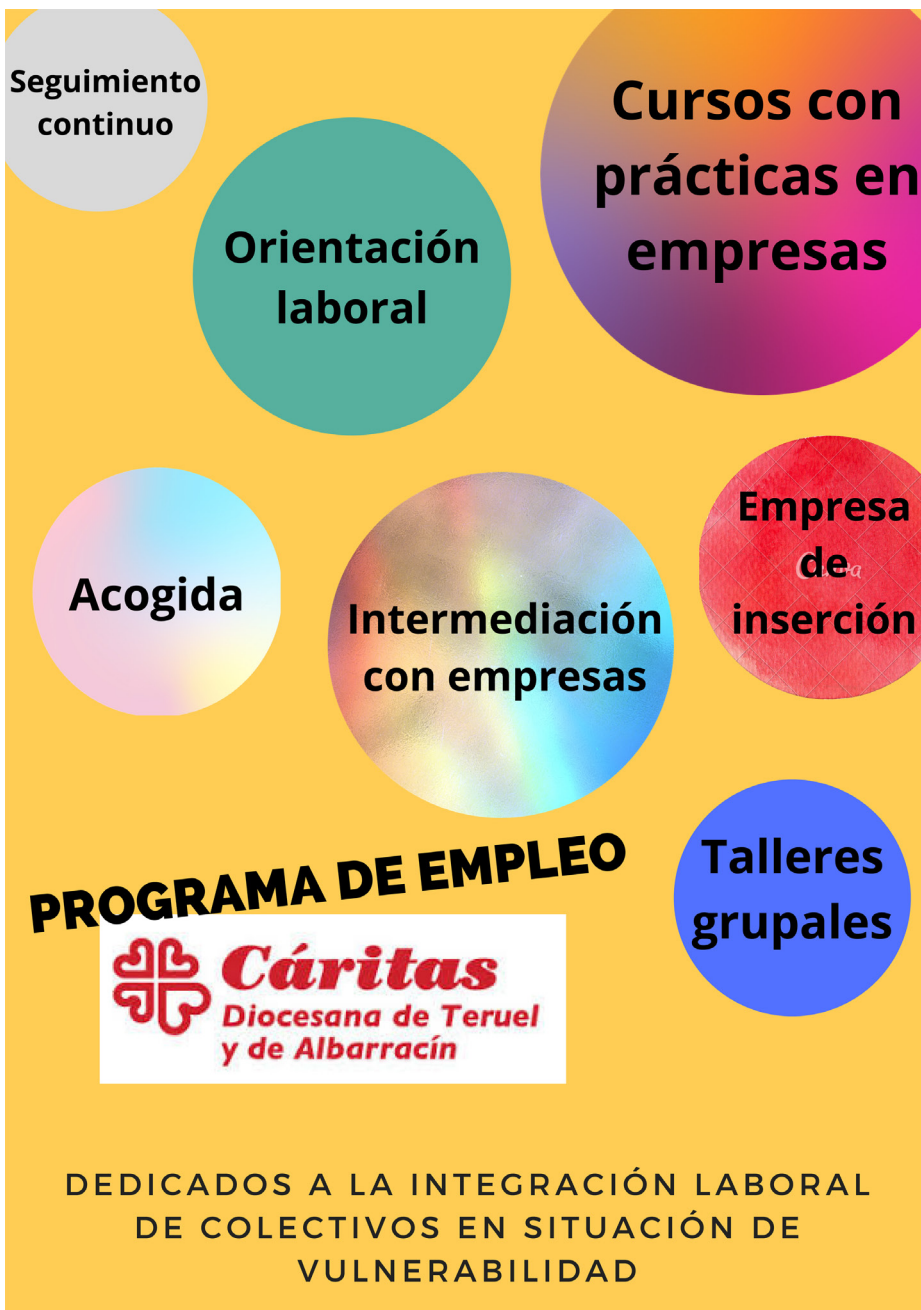 Seguimiento
continuo
Cursos con
prácticas en
empresas
Orientación
laboral
Acogida
Intermediación
con empresas
Empresa
de
inserción
Talleres
grupales
PROGRAMA DE EMPLEO
Cáritas
Diocesana de Teruel
y de Albarracín
DEDICADOS A LA INTEGRACIÓN LABORAL
DE COLECTIVOS EN SITUACIÓN DE
VULNERABILIDAD